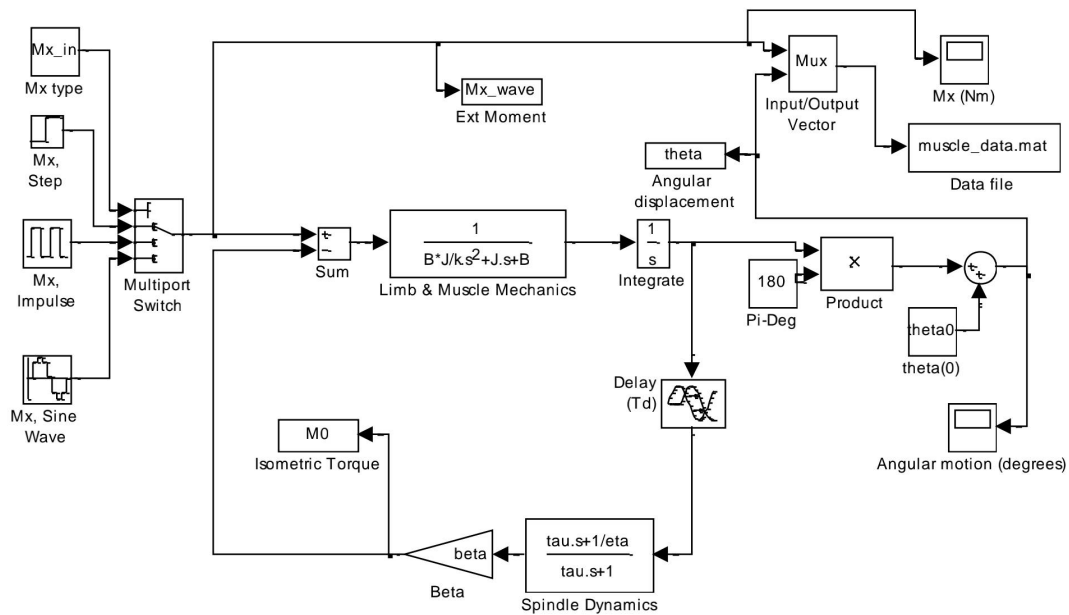 Mx_in
Mx type
Mx,
Step
Mx,
Impulse
Mx, Sine
Wave
Multiport
Switch
Mx_wave
Ext Moment
Mux
Input/Output
Vector
Mx (Nm)
muscle_data.mat
Data file
theta
Angular
displacement
+
-
Sum
1
B*J/k.s²+J.s+B
Limb & Muscle Mechanics
1
s
Integrate
180
Pi-Deg
×
Product
+
+
theta0
theta(0)
Delay
(Td)
Angular motion (degrees)
M0
Isometric Torque
beta
Beta
tau.s+1/eta
tau.s+1
Spindle Dynamics